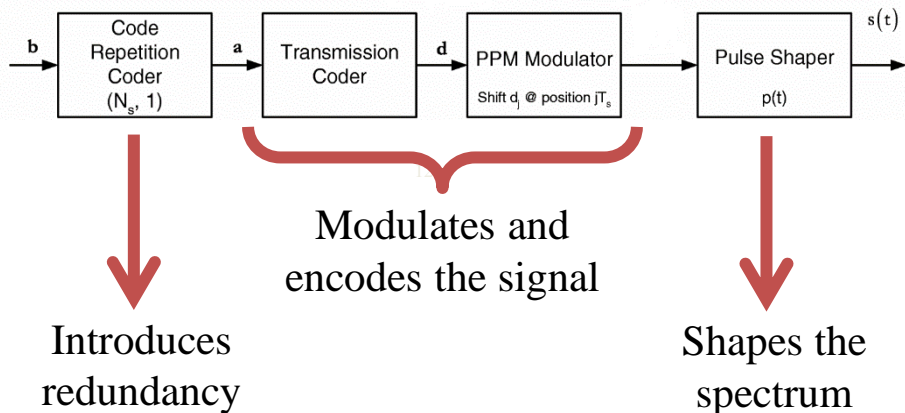 b
Code
Repetition
Coder
(Nₛ, 1)
a
Transmission
Coder
d
PPM Modulator
Shift dⱼ @ position jTₛ
Pulse Shaper
p(t)
s(t)
Modulates and
encodes the signal
Introduces
redundancy
Shapes the
spectrum